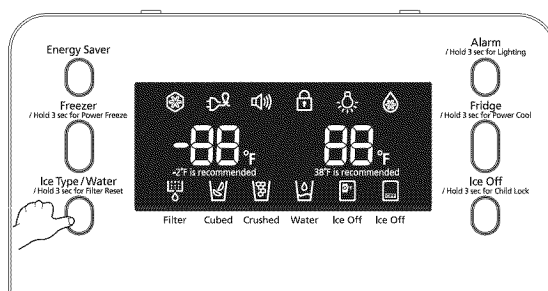 Energy Saver
Alarm
/ Hold 3 sec for Lighting
Freezer
/ Hold 3 sec for Power Freeze
Fridge
/ Hold 3 sec for Power Cool
-88°F
88°F
-2°F is recommended
38°F is recommended
Ice Type / Water
/ Hold 3 sec for Filter Reset
Ice Off
/ Hold 3 sec for Child Lock
Filter
Cubed
Crushed
Water
Ice Off
Ice Off